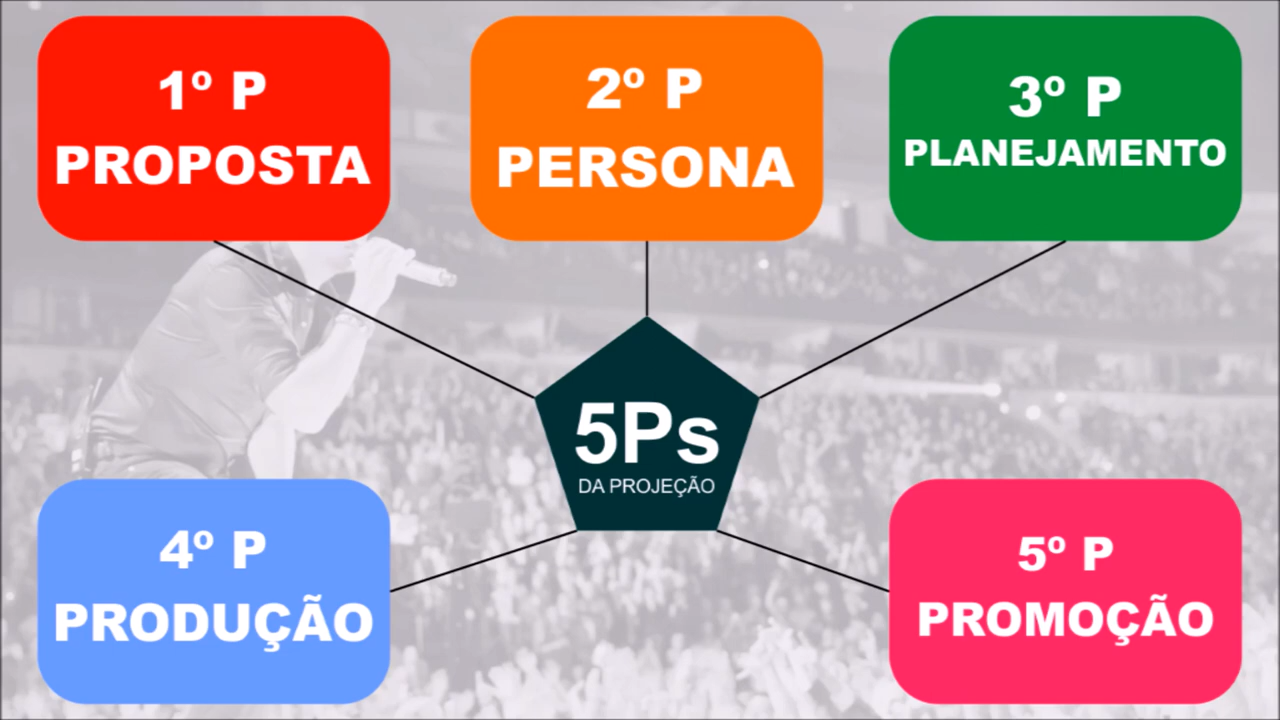 1º P
PROPOSTA
2º P
PERSONA
3º P
PLANEJAMENTO
5Ps
DA PROJEÇÃO
4º P
PRODUÇÃO
5º P
PROMOÇÃO